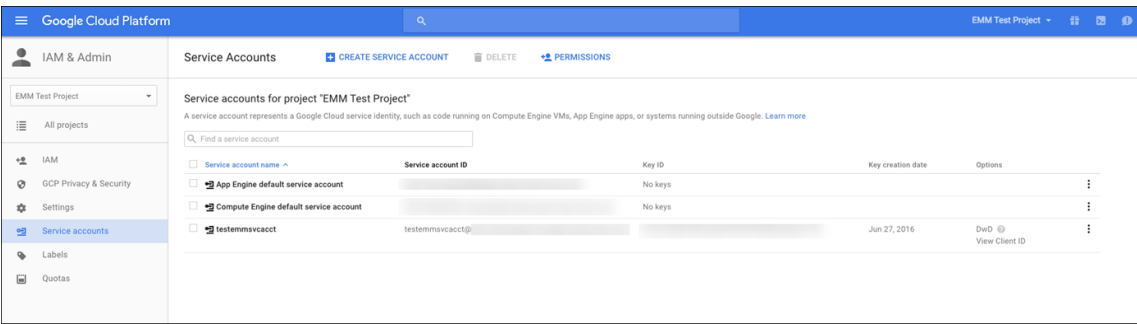 Google Cloud Platform
EMM Test Project
IAM & Admin
Service Accounts
CREATE SERVICE ACCOUNT
DELETE
PERMISSIONS
EMM Test Project
All projects
IAM
GCP Privacy & Security
Settings
Service accounts
Labels
Quotas
Service accounts for project "EMM Test Project"
A service account represents a Google Cloud service identity, such as code running on Compute Engine VMs, App Engine apps, or systems running outside Google. Learn more
Find a service account
Service account name Service account ID Key ID Key creation date Options
App Engine default service account No keys
Compute Engine default service account No keys
testemmsvcacct testemmsvcacct@ Jun 27, 2016 DwD
View Client ID